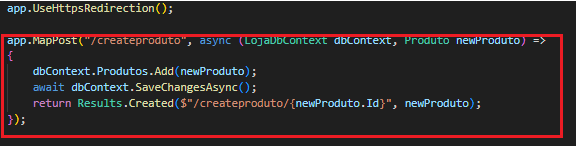 app.UseHttpsRedirection();
app.MapPost("/createproduto", async (LojaDbContext dbContext, Produto newProduto) =>
{
dbContext.Produtos.Add(newProduto);
await dbContext.SaveChangesAsync();
return Results.Created($"/createproduto/{newProduto.Id}", newProduto);
});